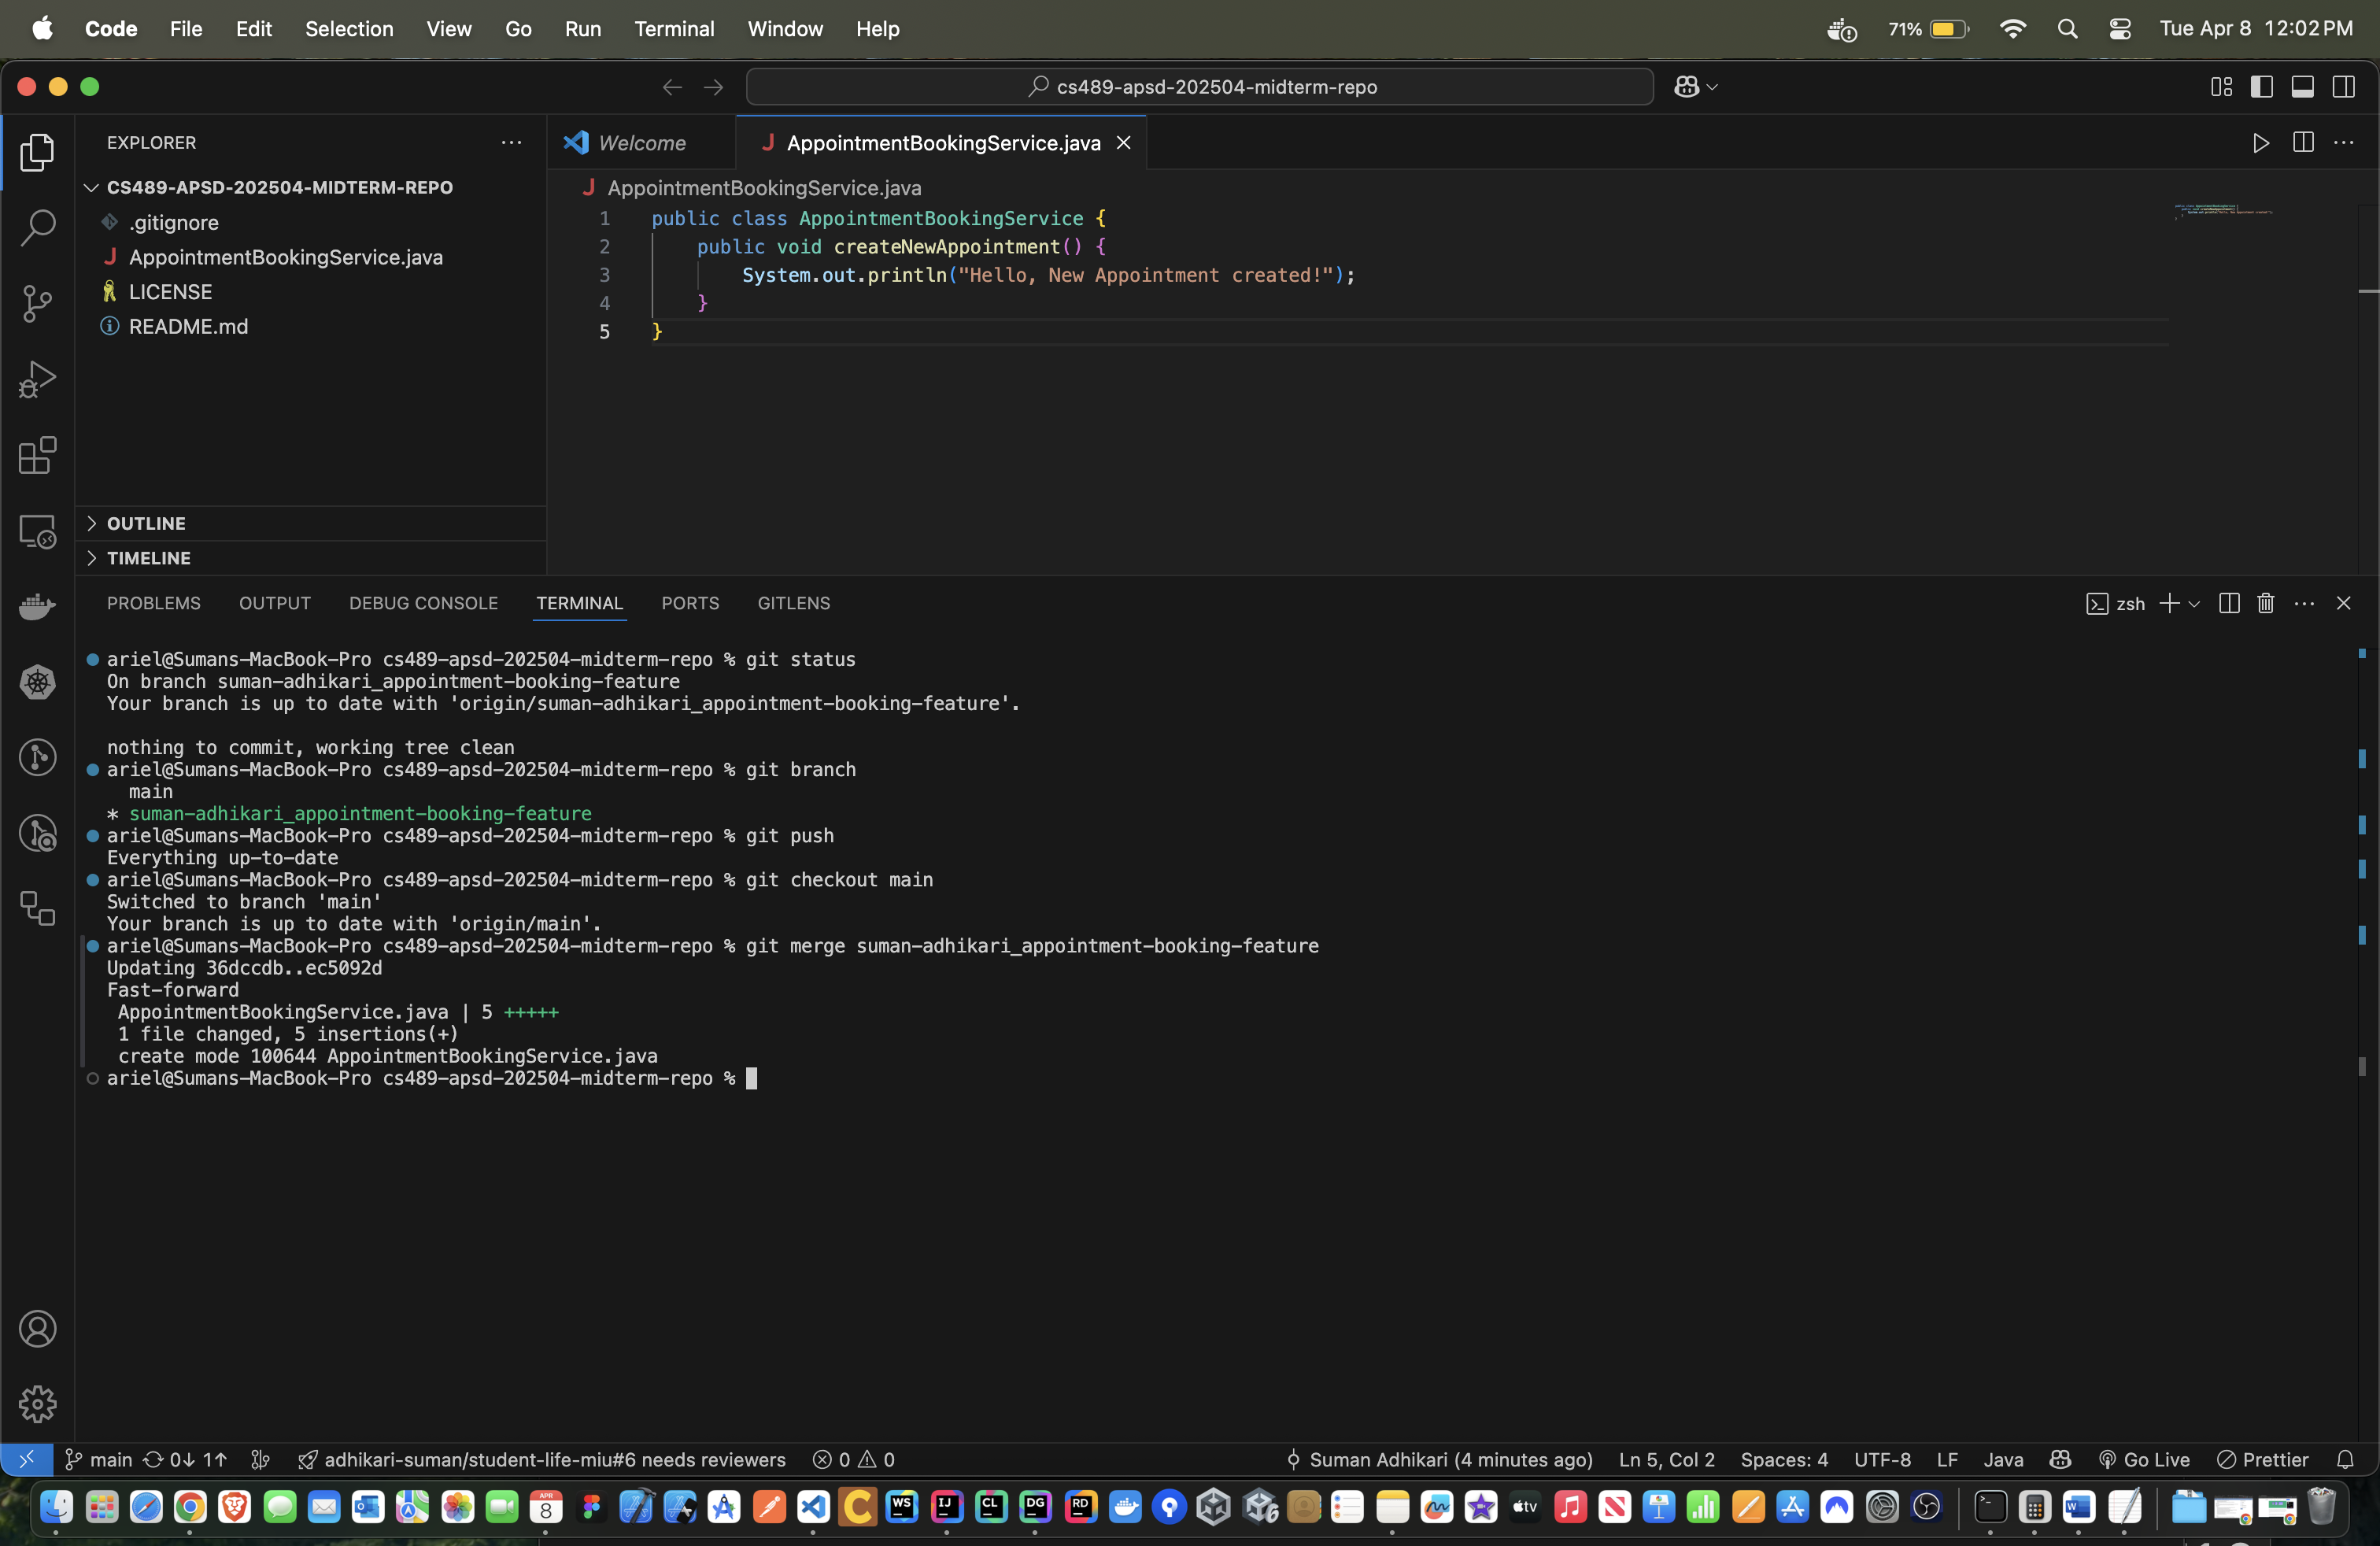 Code File Edit Selection View Go Run Terminal Window Help 71% Tue Apr 8 12:02 PM
cs489-apsd-202504-midterm-repo
EXPLORER
Welcome
AppointmentBookingService.java
CS489-APSD-202504-MIDTERM-REPO
.gitignore
AppointmentBookingService.java
LICENSE
README.md
AppointmentBookingService.java
1 public class AppointmentBookingService {
2 public void createNewAppointment() {
3 System.out.println("Hello, New Appointment created!");
4 }
5 }
OUTLINE
TIMELINE
PROBLEMS OUTPUT DEBUG CONSOLE TERMINAL PORTS GITLENS zsh
ariel@Sumans-MacBook-Pro cs489-apsd-202504-midterm-repo % git status
On branch suman-adhikari_appointment-booking-feature
Your branch is up to date with 'origin/suman-adhikari_appointment-booking-feature'.
nothing to commit, working tree clean
ariel@Sumans-MacBook-Pro cs489-apsd-202504-midterm-repo % git branch
main
* suman-adhikari_appointment-booking-feature
ariel@Sumans-MacBook-Pro cs489-apsd-202504-midterm-repo % git push
Everything up-to-date
ariel@Sumans-MacBook-Pro cs489-apsd-202504-midterm-repo % git checkout main
Switched to branch 'main'
Your branch is up to date with 'origin/main'.
ariel@Sumans-MacBook-Pro cs489-apsd-202504-midterm-repo % git merge suman-adhikari_appointment-booking-feature
Updating 36dccdb..ec5092d
Fast-forward
AppointmentBookingService.java | 5 +++++
1 file changed, 5 insertions(+)
create mode 100644 AppointmentBookingService.java
ariel@Sumans-MacBook-Pro cs489-apsd-202504-midterm-repo %
main 0↓ 1↑ adhikari-suman/student-life-miu#6 needs reviewers 0 0 Suman Adhikari (4 minutes ago) Ln 5, Col 2 Spaces: 4 UTF-8 LF Java Go Live Prettier
APR 8 C WS IJ CL DG RD 6 tv N W